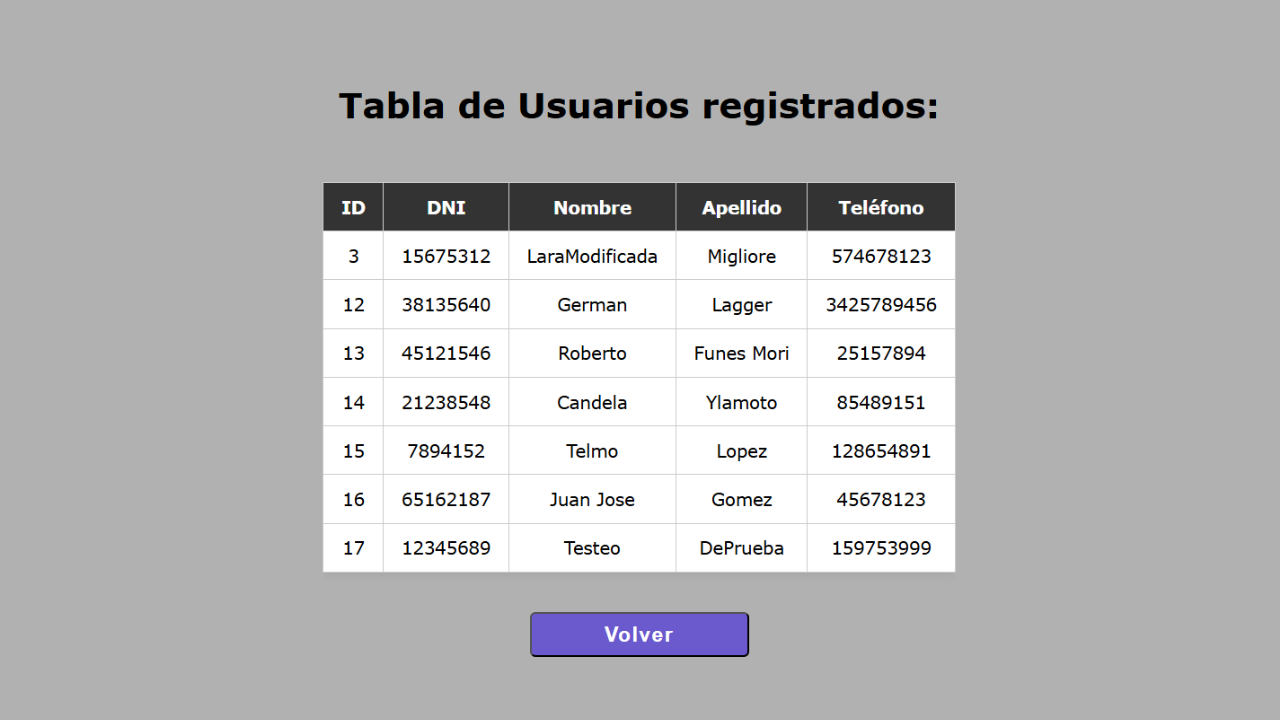 Tabla de Usuarios registrados:
ID DNI Nombre Apellido Teléfono
3 15675312 LaraModificada Migliore 574678123
12 38135640 German Lagger 3425789456
13 45121546 Roberto Funes Mori 25157894
14 21238548 Candela Ylamoto 85489151
15 7894152 Telmo Lopez 128654891
16 65162187 Juan Jose Gomez 45678123
17 12345689 Testeo DePrueba 159753999
Volver